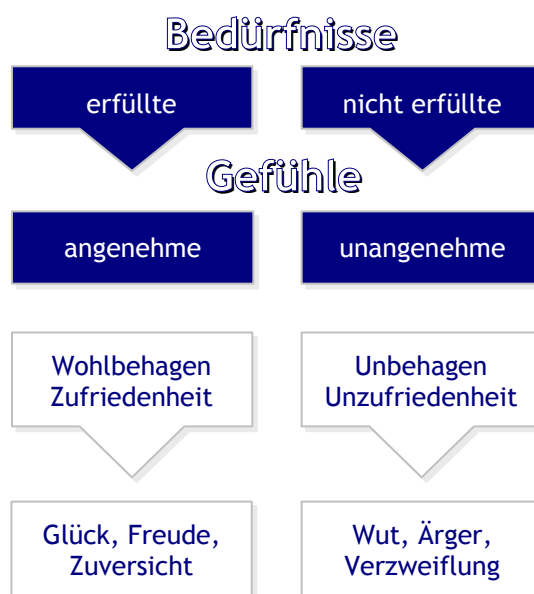 Bedürfnisse
erfüllte
nicht erfüllte
Gefühle
angenehme
unangenehme
Wohlbehagen
Zufriedenheit
Unbehagen
Unzufriedenheit
Glück, Freude,
Zuversicht
Wut, Ärger,
Verzweiflung